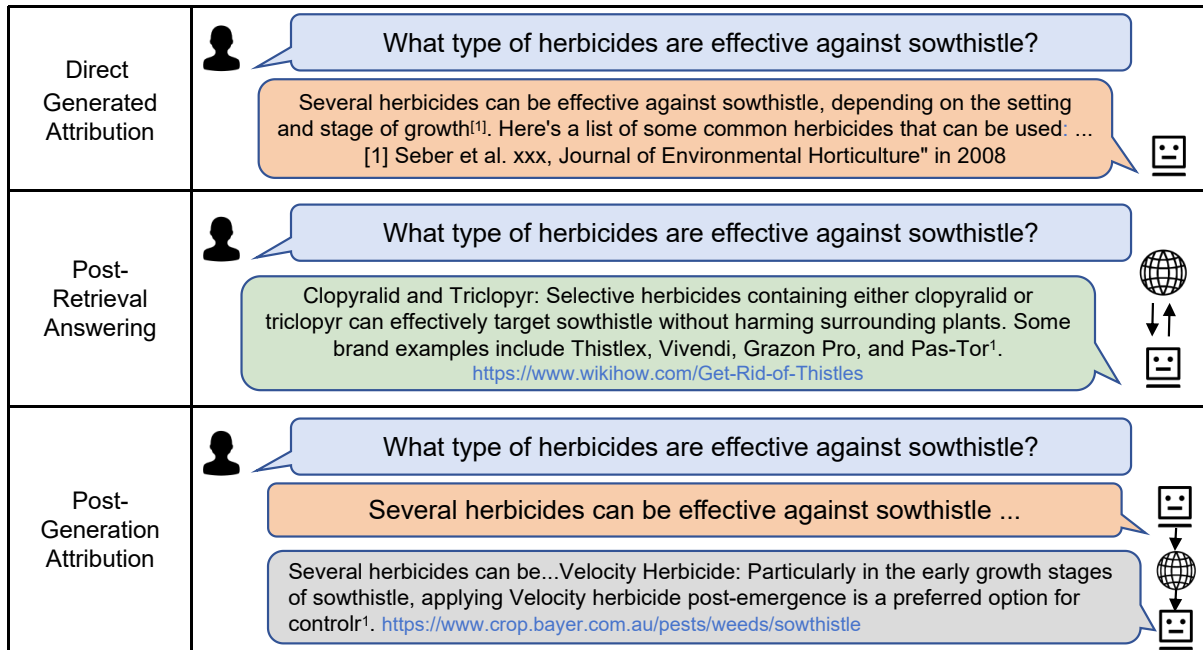 Direct
Generated
Attribution
What type of herbicides are effective against sowthistle?
Several herbicides can be effective against sowthistle, depending on the setting
and stage of growth[1]. Here's a list of some common herbicides that can be used: ...
[1] Seber et al. xxx, Journal of Environmental Horticulture" in 2008
Post-
Retrieval
Answering
What type of herbicides are effective against sowthistle?
Clopyralid and Triclopyr: Selective herbicides containing either clopyralid or
triclopyr can effectively target sowthistle without harming surrounding plants. Some
brand examples include Thistlex, Vivendi, Grazon Pro, and Pas-Tor1.
https://www.wikihow.com/Get-Rid-of-Thistles
Post-
Generation
Attribution
What type of herbicides are effective against sowthistle?
Several herbicides can be effective against sowthistle ...
Several herbicides can be...Velocity Herbicide: Particularly in the early growth stages
of sowthistle, applying Velocity herbicide post-emergence is a preferred option for
controlr1. https://www.crop.bayer.com.au/pests/weeds/sowthistle